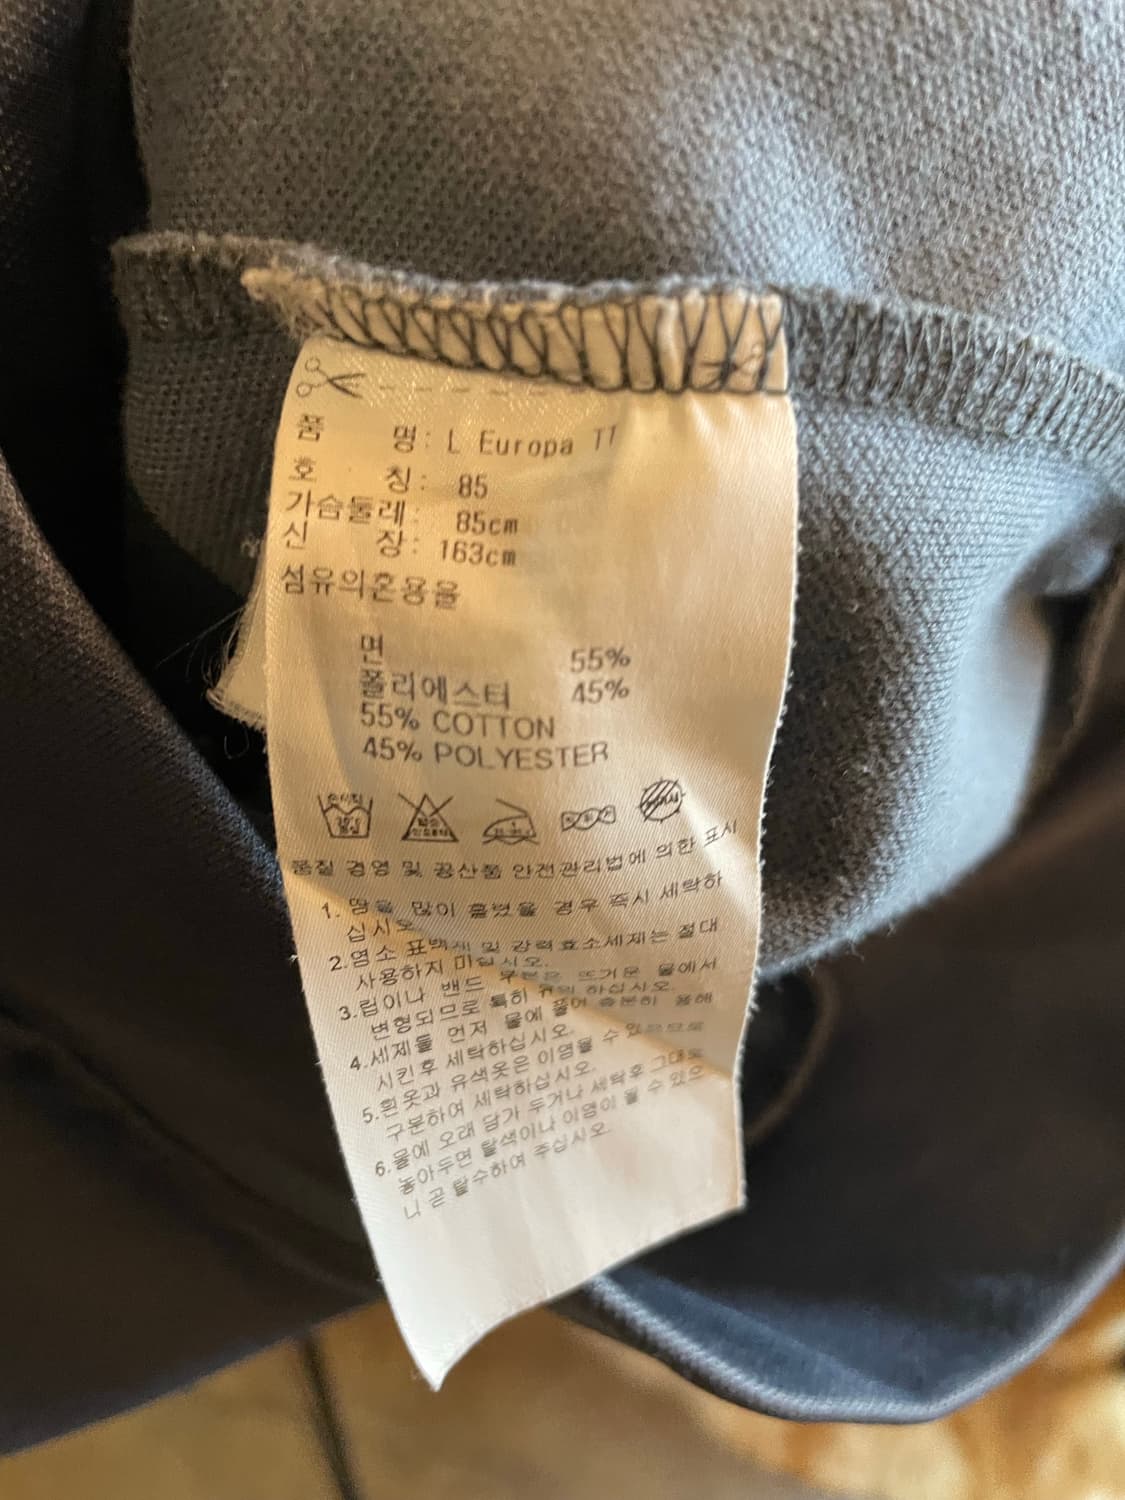 품 명: L Europa TT
호 칭: 85
가슴둘레: 85cm
신 장: 163cm
섬유의혼용율
면 55%
폴리에스터 45%
55% COTTON
45% POLYESTER
품질 경영 및 공산품 안전관리법에 의한 표시
1. 땀을 많이 흘렸을 경우 즉시 세탁하
십시오.
2.염소 표백제 및 강력효소세제는 절대
사용하지 마십시오.
3.립이나 밴드 부분은 뜨거운 물에서
변형되므로 특히 유의 하십시오.
4.세제를 먼저 물에 풀어 충분히 용해
시킨후 세탁하십시오.
5.흰옷과 유색옷은 이염될 수 있으므로
구분하여 세탁하십시오.
6.물에 오래 담가 두거나 세탁후 그대로
놓아두면 탈색이나 이염이 될 수 있으
니 곧 탈수하여 주십시오.